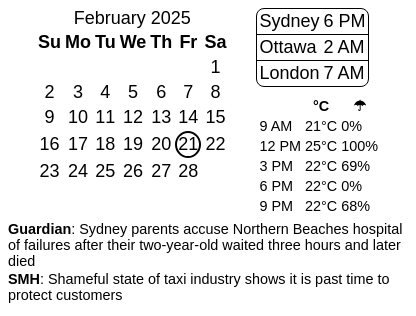 February 2025
Su Mo Tu We Th Fr Sa
1
2 3 4 5 6 7 8
9 10 11 12 13 14 15
16 17 18 19 20 21 22
23 24 25 26 27 28
Sydney 6 PM
Ottawa 2 AM
London 7 AM
°C ☂
9 AM 21°C 0%
12 PM 25°C 100%
3 PM 22°C 69%
6 PM 22°C 0%
9 PM 22°C 68%
Guardian: Sydney parents accuse Northern Beaches hospital
of failures after their two-year-old waited three hours and later
died
SMH: Shameful state of taxi industry shows it is past time to
protect customers